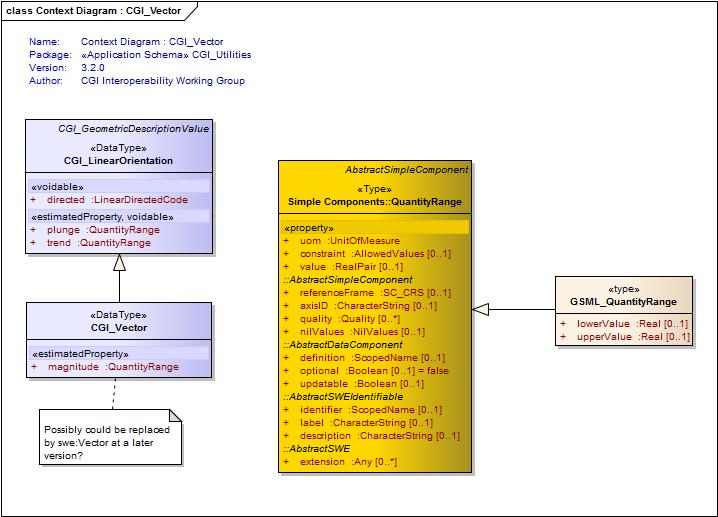 class Context Diagram : CGI_Vector
Name: Context Diagram : CGI_Vector
Package: «Application Schema» CGI_Utilities
Version: 3.2.0
Author: CGI Interoperability Working Group
CGI_GeometricDescriptionValue
«DataType»
CGI_LinearOrientation
«voidable»
+ directed :LinearDirectedCode
«estimatedProperty, voidable»
+ plunge :QuantityRange
+ trend :QuantityRange
«DataType»
CGI_Vector
«estimatedProperty»
+ magnitude :QuantityRange
Possibly could be replaced
by swe:Vector at a later
version?
AbstractSimpleComponent
«Type»
Simple Components::QuantityRange
«property»
+ uom :UnitOfMeasure
+ constraint :AllowedValues [0..1]
+ value :RealPair [0..1]
::AbstractSimpleComponent
+ referenceFrame :SC_CRS [0..1]
+ axisID :CharacterString [0..1]
+ quality :Quality [0..*]
+ nilValues :NilValues [0..1]
::AbstractDataComponent
+ definition :ScopedName [0..1]
+ optional :Boolean [0..1] = false
+ updatable :Boolean [0..1]
::AbstractSWEIdentifiable
+ identifier :ScopedName [0..1]
+ label :CharacterString [0..1]
+ description :CharacterString [0..1]
::AbstractSWE
+ extension :Any [0..*]
«type»
GSML_QuantityRange
+ lowerValue :Real [0..1]
+ upperValue :Real [0..1]